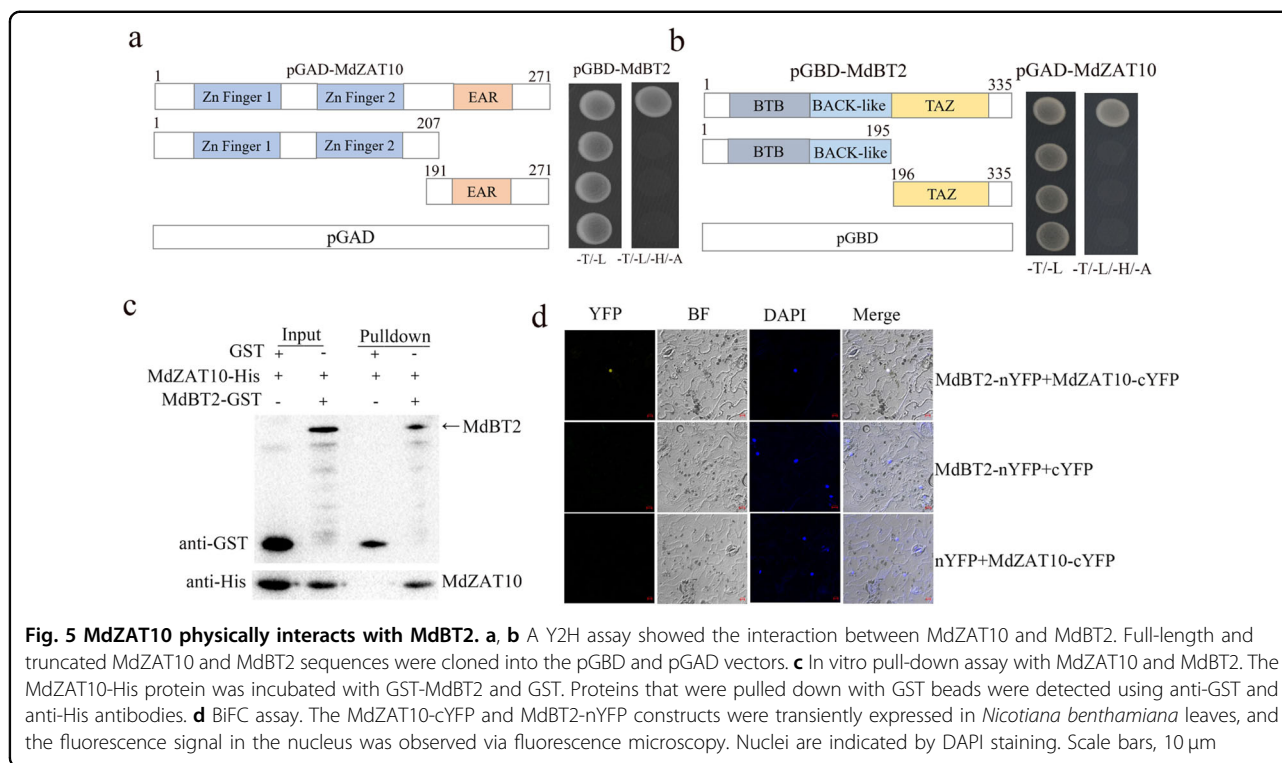 a
1
pGAD-MdZAT10
271
pGBD-MdBT2
Zn Finger 1
Zn Finger 2
EAR
1
207
Zn Finger 1
Zn Finger 2
191
271
EAR
pGAD
-T/-L
-T/-L/-H/-A
b
1
pGBD-MdBT2
335
pGAD-MdZAT10
BTB
BACK-like
TAZ
1
195
BTB
BACK-like
196
335
TAZ
pGBD
-T/-L
-T/-L/-H/-A
c
Input
Pulldown
GST + - + -
MdZAT10-His + + + +
MdBT2-GST - + - +
←MdBT2
anti-GST
anti-His
MdZAT10
d
YFP
BF
DAPI
Merge
MdBT2-nYFP+MdZAT10-cYFP
MdBT2-nYFP+cYFP
nYFP+MdZAT10-cYFP
Fig. 5 MdZAT10 physically interacts with MdBT2. a, b A Y2H assay showed the interaction between MdZAT10 and MdBT2. Full-length and
truncated MdZAT10 and MdBT2 sequences were cloned into the pGBD and pGAD vectors. c In vitro pull-down assay with MdZAT10 and MdBT2. The
MdZAT10-His protein was incubated with GST-MdBT2 and GST. Proteins that were pulled down with GST beads were detected using anti-GST and
anti-His antibodies. d BiFC assay. The MdZAT10-cYFP and MdBT2-nYFP constructs were transiently expressed in Nicotiana benthamiana leaves, and
the fluorescence signal in the nucleus was observed via fluorescence microscopy. Nuclei are indicated by DAPI staining. Scale bars, 10 μm